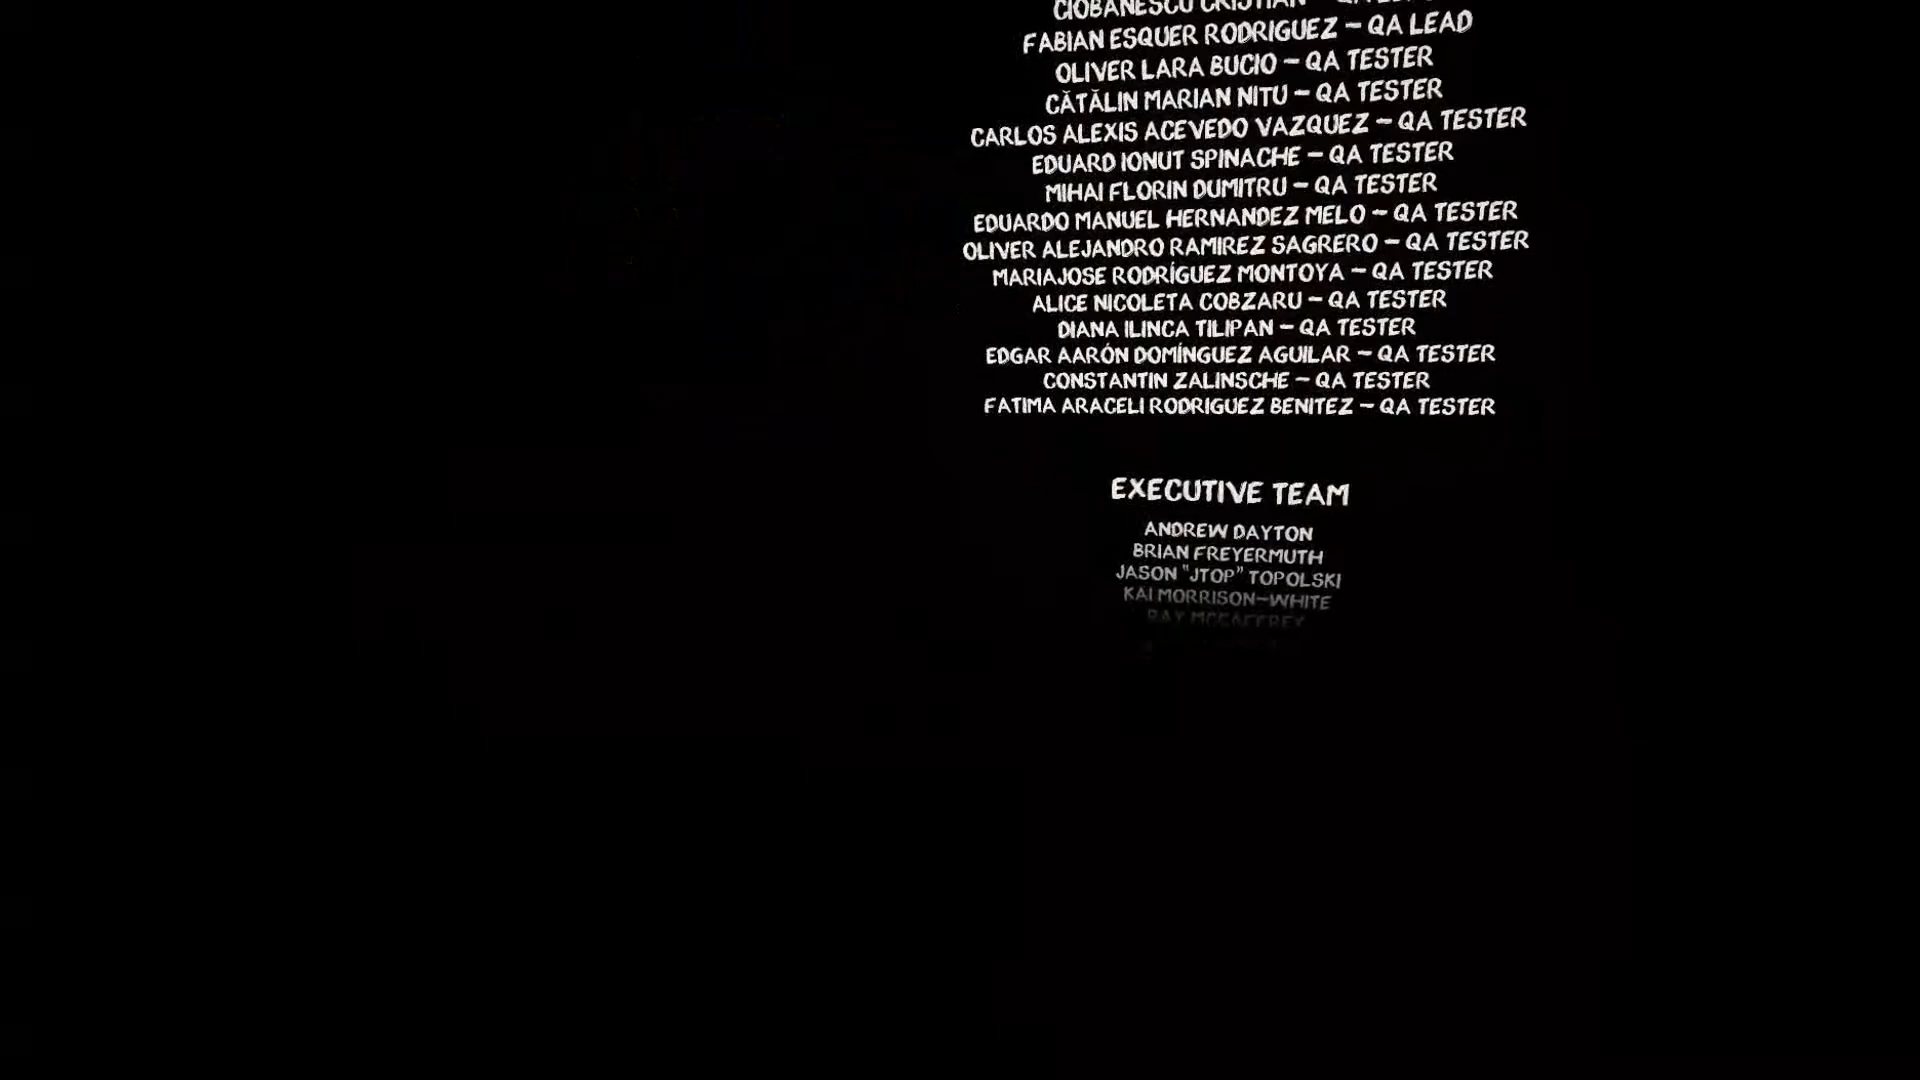 CIOBANESCU CRISTIAN –
FABIAN ESQUER RODRIGUEZ – QA LEAD
OLIVER LARA BUCIO – QA TESTER
CĂTĂLIN MARIAN NITU – QA TESTER
CARLOS ALEXIS ACEVEDO VAZQUEZ – QA TESTER
EDUARD IONUT SPINACHE – QA TESTER
MIHAI FLORIN DUMITRU – QA TESTER
EDUARDO MANUEL HERNANDEZ MELO – QA TESTER
OLIVER ALEJANDRO RAMIREZ SAGRERO – QA TESTER
MARIAJOSE RODRÍGUEZ MONTOYA – QA TESTER
ALICE NICOLETA COBZARU – QA TESTER
DIANA ILINCA TILIPAN – QA TESTER
EDGAR AARÓN DOMÍNGUEZ AGUILAR – QA TESTER
CONSTANTIN ZALINSCHE – QA TESTER
FATIMA ARACELI RODRIGUEZ BENITEZ – QA TESTER
EXECUTIVE TEAM
ANDREW DAYTON
BRIAN FREYERMUTH
JASON "JTOP" TOPOLSKI
KAI MORRISON–WHITE
RAY MCCAFFREY